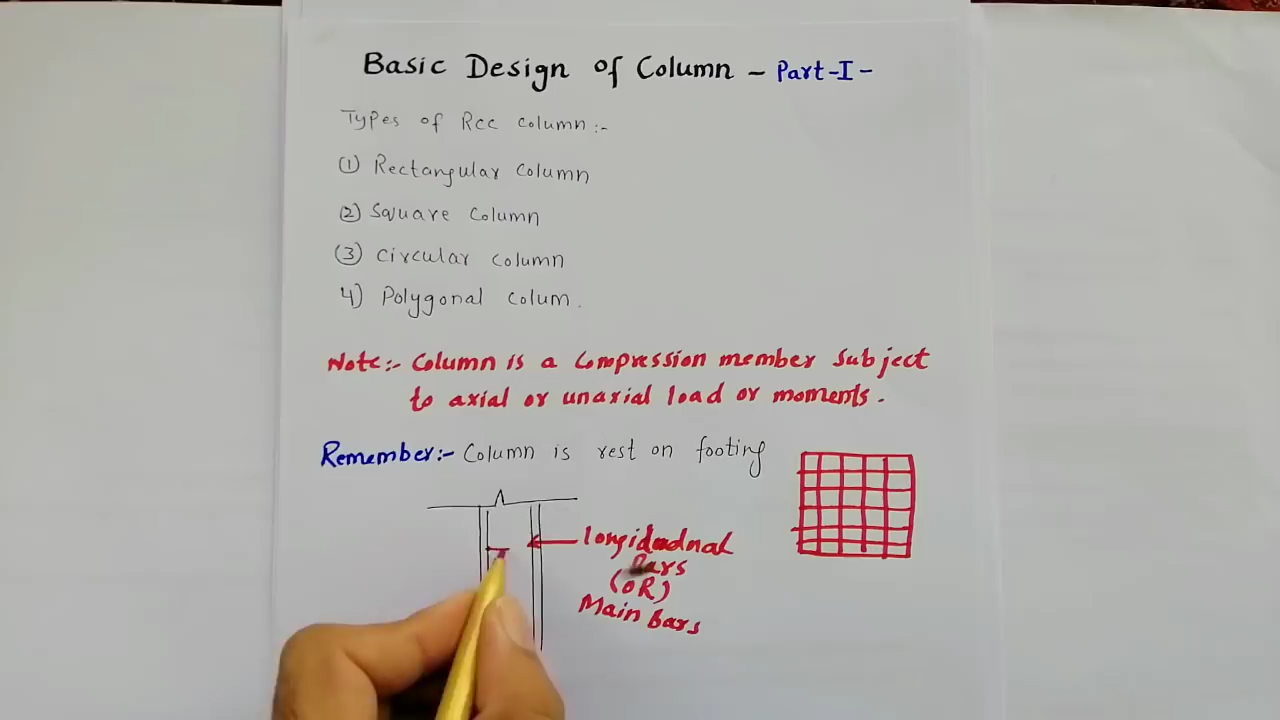 Basic Design of Column - Part-I-
Types of Rcc Column:-
(1) Rectangular Column
(2) Square Column
(3) Circular Column
4) Polygonal Colum.
Note:- Column is a Compression member Subject
to axial or unaxial load or moments.
Remember:- Column is rest on footing
Bars
(OR)
Main bars